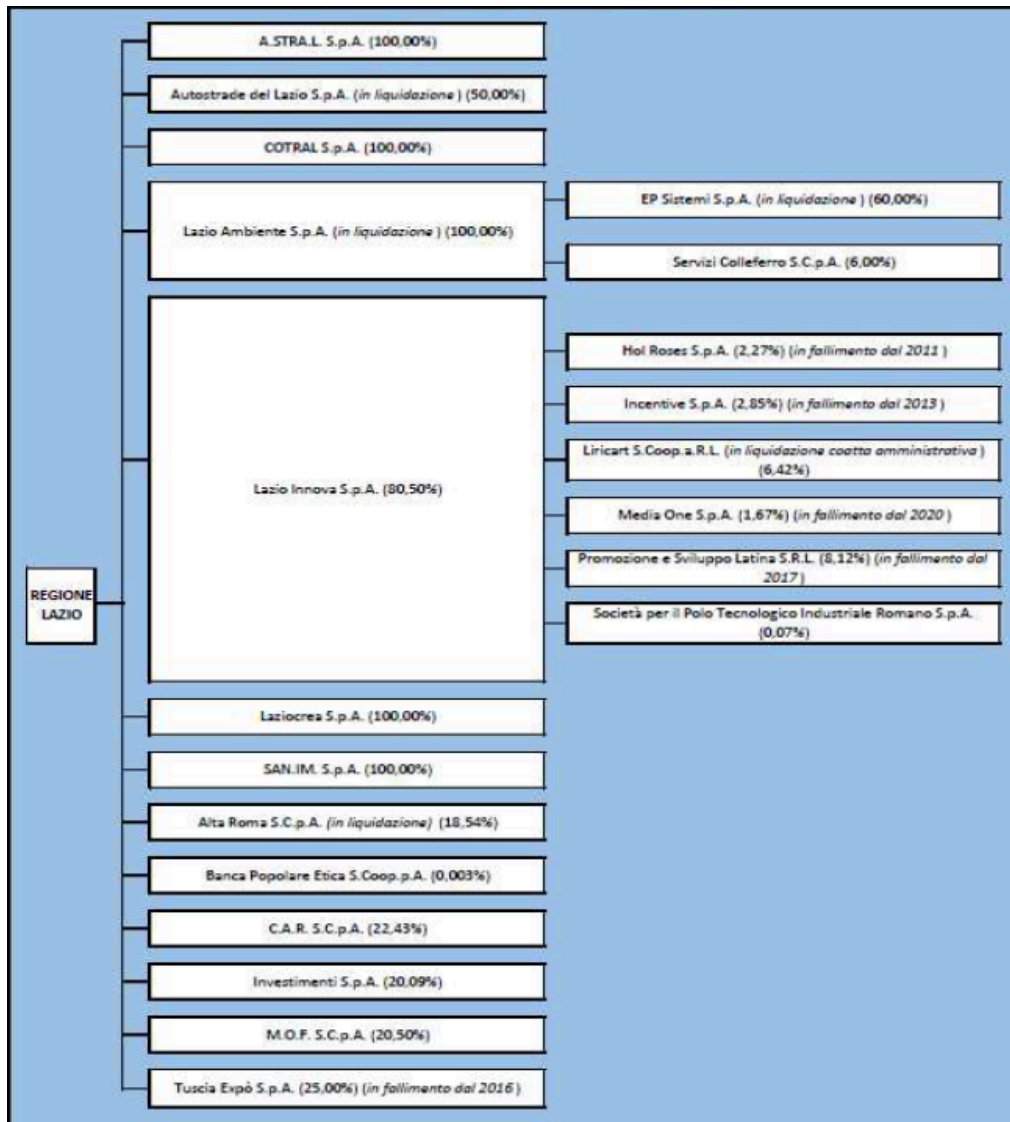 A.STRA.L. S.p.A. (100,00%)
Autostrade del Lazio S.p.A. (in liquidazione ) (50,00%)
COTRAL S.p.A. (100,00%)
Lazio Ambiente S.p.A. (in liquidazione ) (100,00%)
EP Sistemi S.p.A. (in liquidazione ) (60,00%)
Servizi Colleferro S.C.p.A. (6,00%)
Lazio Innova S.p.A. (80,50%)
Hol Roses S.p.A. (2,27%) (in fallimento dal 2011 )
Incentive S.p.A. (2,85%) (in fallimento dal 2013 )
Liricart S.Coop.a.R.L. (in liquidazione coatta amministrativa )
(6,42%)
Media One S.p.A. (1,67%) (in fallimento dal 2020 )
Promozione e Sviluppo Latina S.R.L. (8,12%) (in fallimento dal
2017 )
Società per il Polo Tecnologico Industriale Romano S.p.A.
(0,07%)
REGIONE
LAZIO
Laziocrea S.p.A. (100,00%)
SAN.IM. S.p.A. (100,00%)
Alta Roma S.C.p.A. (in liquidazione) (18,54%)
Banca Popolare Etica S.Coop.p.A. (0,003%)
C.A.R. S.C.p.A. (22,43%)
Investimenti S.p.A. (20,09%)
M.O.F. S.C.p.A. (20,50%)
Tuscia Expò S.p.A. (25,00%) (in fallimento dal 2016 )